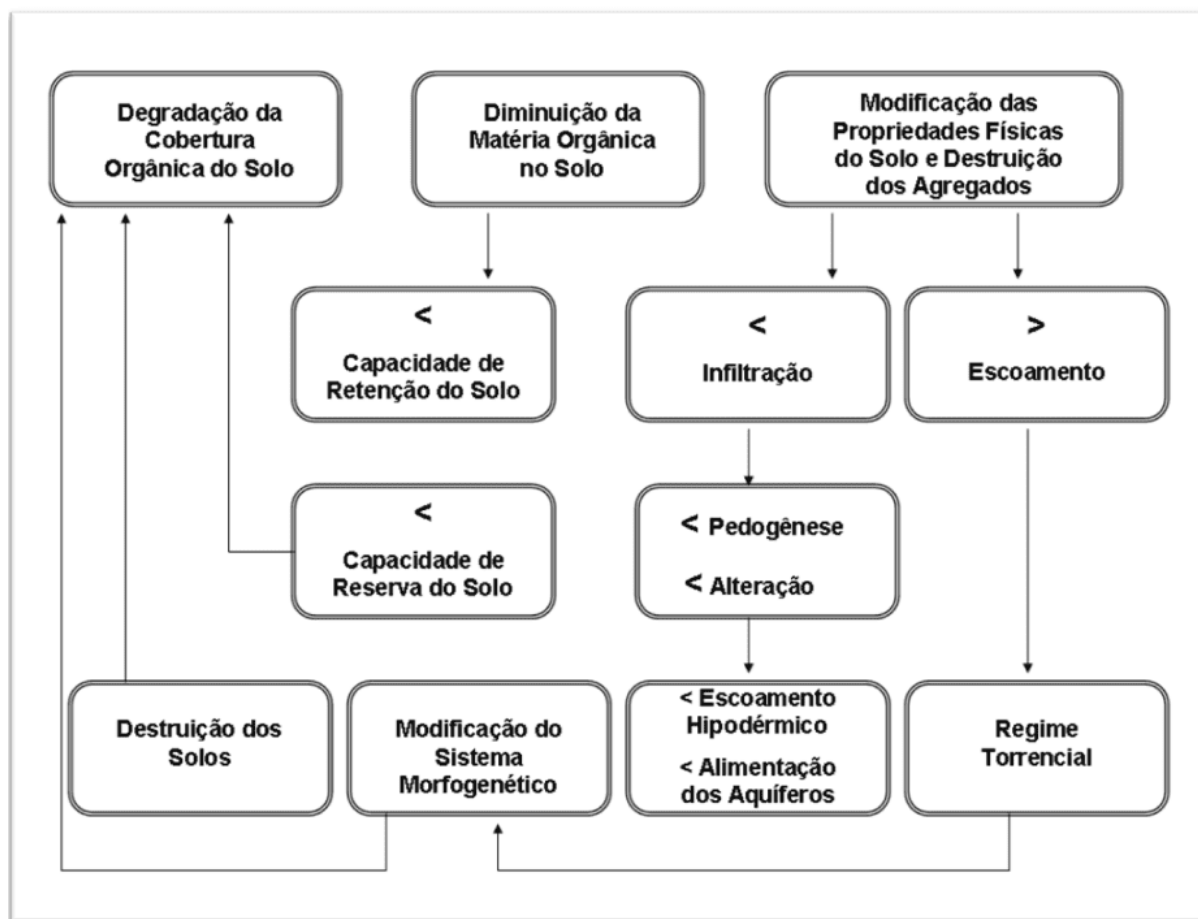 Degradação da
Cobertura
Orgânica do Solo
Diminuição da
Matéria Orgânica
no Solo
Modificação das
Propriedades Físicas
do Solo e Destruição
dos Agregados
<
Capacidade de
Retenção do Solo
<
Infiltração
>
Escoamento
<
Capacidade de
Reserva do Solo
< Pedogênese
< Alteração
Destruição dos
Solos
Modificação do
Sistema
Morfogenético
< Escoamento
Hipodérmico
< Alimentação
dos Aquíferos
Regime
Torrencial